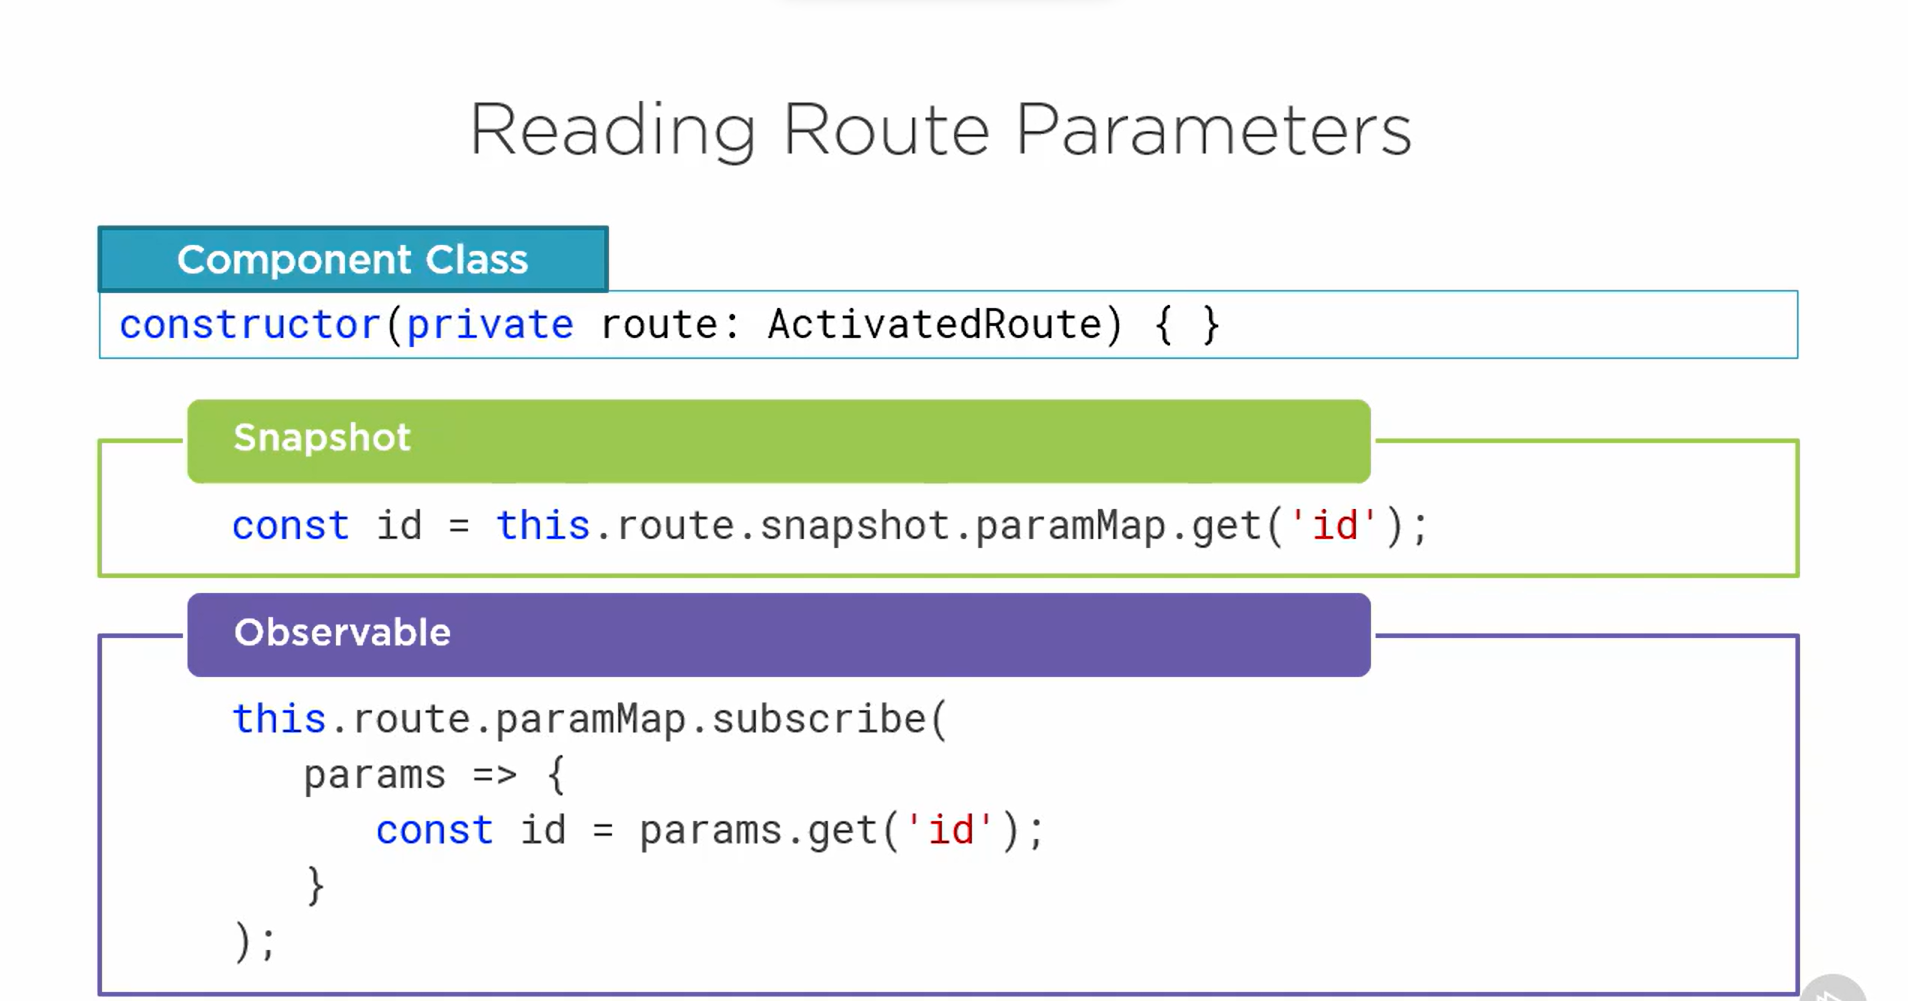 Reading Route Parameters
Component Class
constructor(private route: ActivatedRoute) { }
Snapshot
const id = this.route.snapshot.paramMap.get('id');
Observable
this.route.paramMap.subscribe(
params => {
const id = params.get('id');
}
);